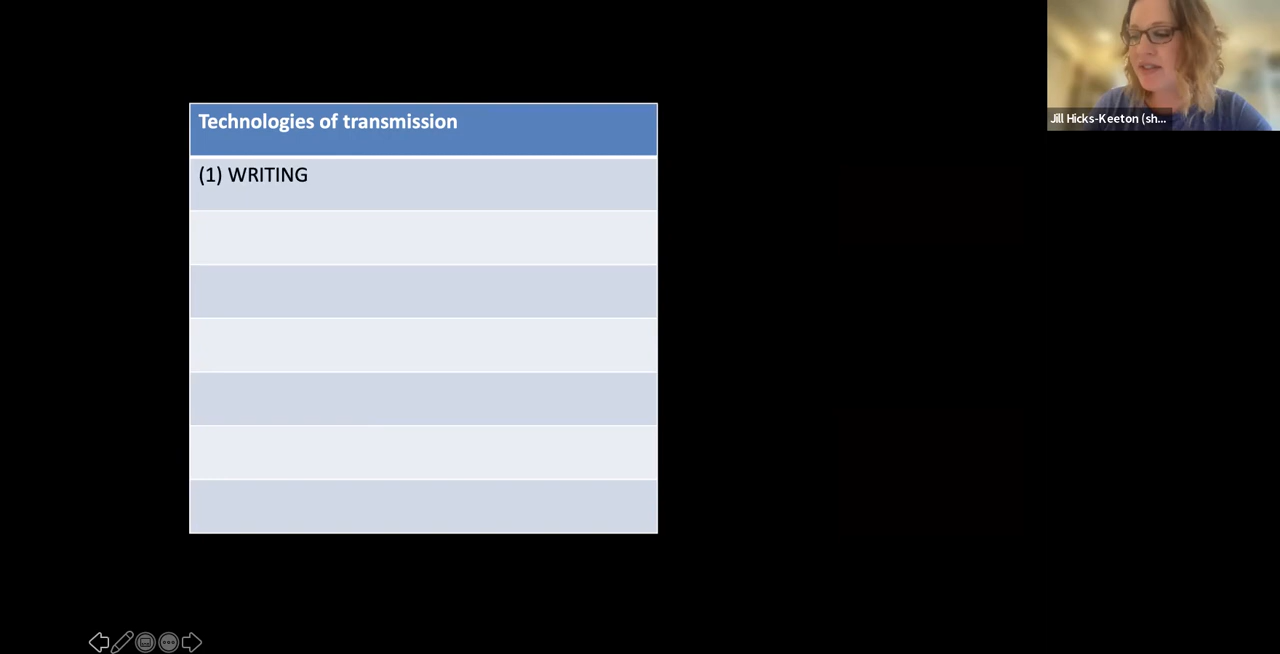 Technologies of transmission
(1) WRITING
Jill Hicks-Keeton (sh...